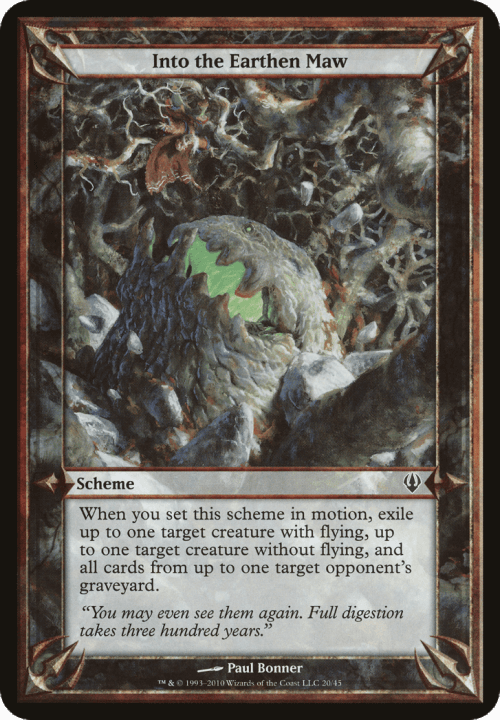 Into the Earthen Maw
Scheme
When you set this scheme in motion, exile
up to one target creature with flying, up
to one target creature without flying, and
all cards from up to one target opponent's
graveyard.
"You may even see them again. Full digestion
takes three hundred years."
Paul Bonner
™ & © 1993–2010 Wizards of the Coast LLC 20/45